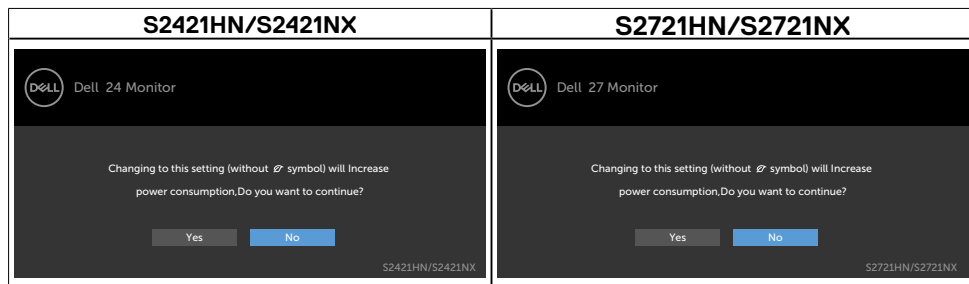 S2421HN/S2421NX
S2721HN/S2721NX
DELL
Dell 24 Monitor
Changing to this setting (without symbol) will Increase
power consumption,Do you want to continue?
Yes
No
S2421HN/S2421NX
DELL
Dell 27 Monitor
Changing to this setting (without symbol) will Increase
power consumption,Do you want to continue?
Yes
No
S2721HN/S2721NX